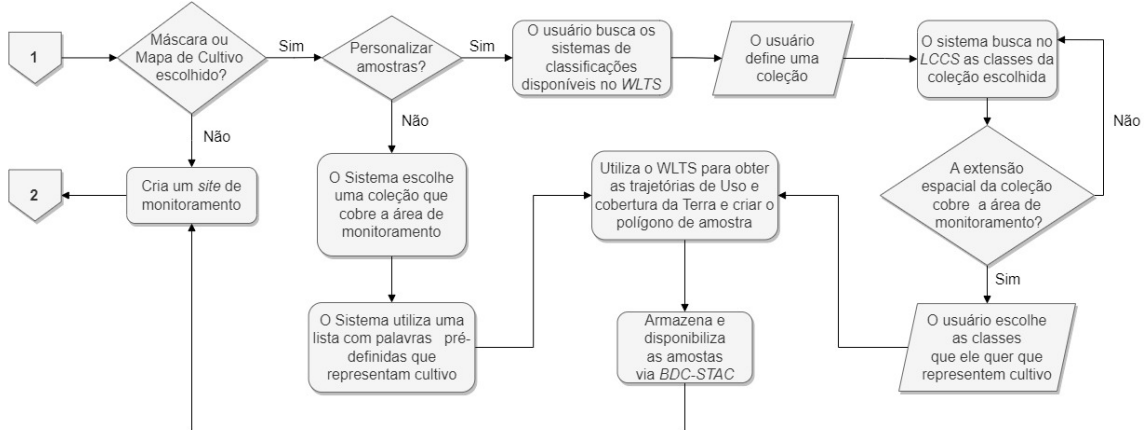 1
Máscara ou
Mapa de Cultivo
escolhido?
Sim
Personalizar
amostras?
Sim
O usuário busca os
sistemas de
classificações
disponíveis no WLTS
O usuário
define uma
coleção
O sistema busca no
LCCS as classes da
coleção escolhida
Não
Não
Não
2
Cria um site de
monitoramento
O Sistema escolhe
uma coleção que
cobre a área de
monitoramento
Utiliza o WLTS para obter
as trajetórias de Uso e
cobertura da Terra e criar o
polígono de amostra
A extensão
espacial da coleção
cobre a área de
monitoramento?
Sim
O Sistema utiliza uma
lista com palavras pré-
definidas que
representam cultivo
Armazena e
disponibiliza
as amostas
via BDC-STAC
O usuário escolhe
as classes
que ele quer que
representem cultivo